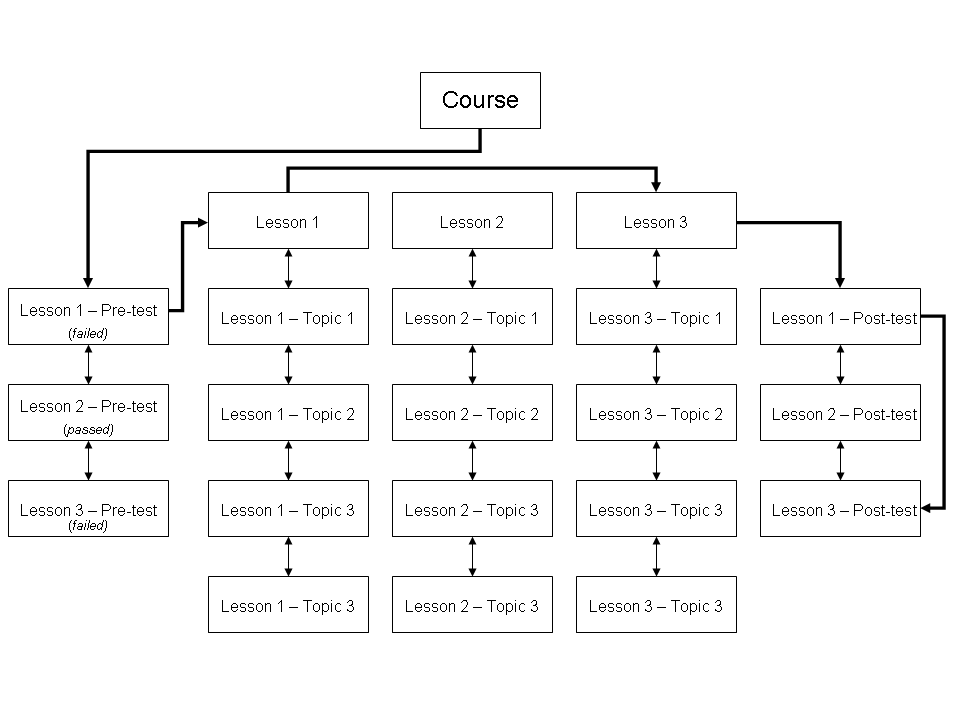 Course
Lesson 1
Lesson 2
Lesson 3
Lesson 1 – Pre-test
(failed)
Lesson 1 – Topic 1
Lesson 2 – Topic 1
Lesson 3 – Topic 1
Lesson 1 – Post-test
Lesson 2 – Pre-test
(passed)
Lesson 1 – Topic 2
Lesson 2 – Topic 2
Lesson 3 – Topic 2
Lesson 2 – Post-test
Lesson 3 – Pre-test
(failed)
Lesson 1 – Topic 3
Lesson 2 – Topic 3
Lesson 3 – Topic 3
Lesson 3 – Post-test
Lesson 1 – Topic 3
Lesson 2 – Topic 3
Lesson 3 – Topic 3